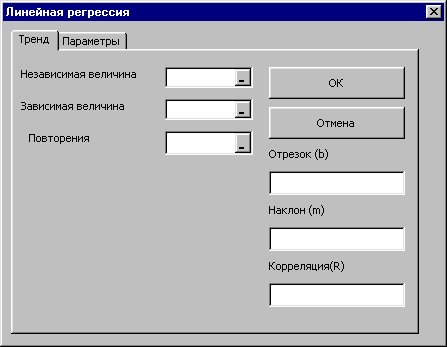 Линейная регрессия
Тренд
Параметры
Независимая величина
OK
Зависимая величина
Отмена
Повторения
Отрезок (b)
Наклон (m)
Корреляция(R)